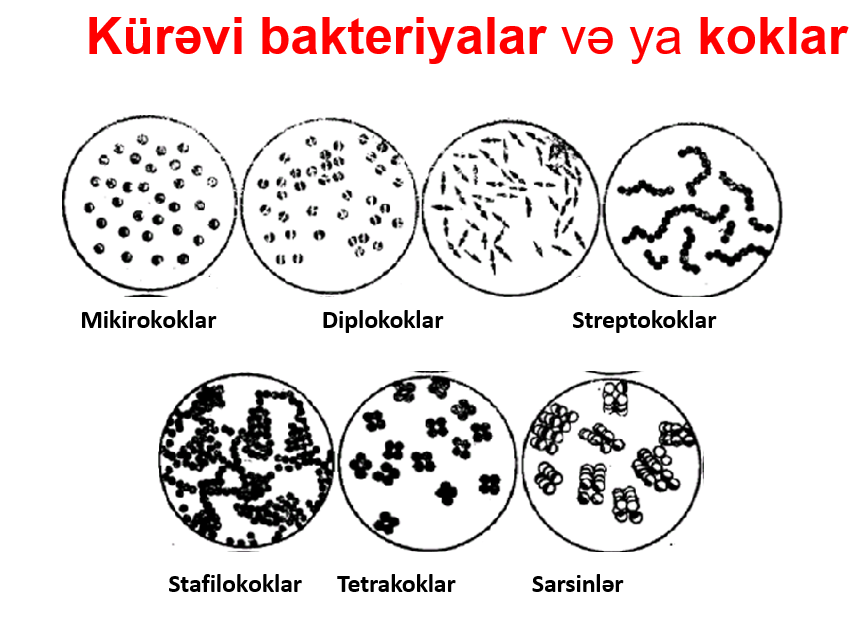 Kürəvi bakteriyalar və ya koklar
Mikirokoklar Diplokoklar Streptokoklar
Stafilokoklar Tetrakoklar Sarsinlər